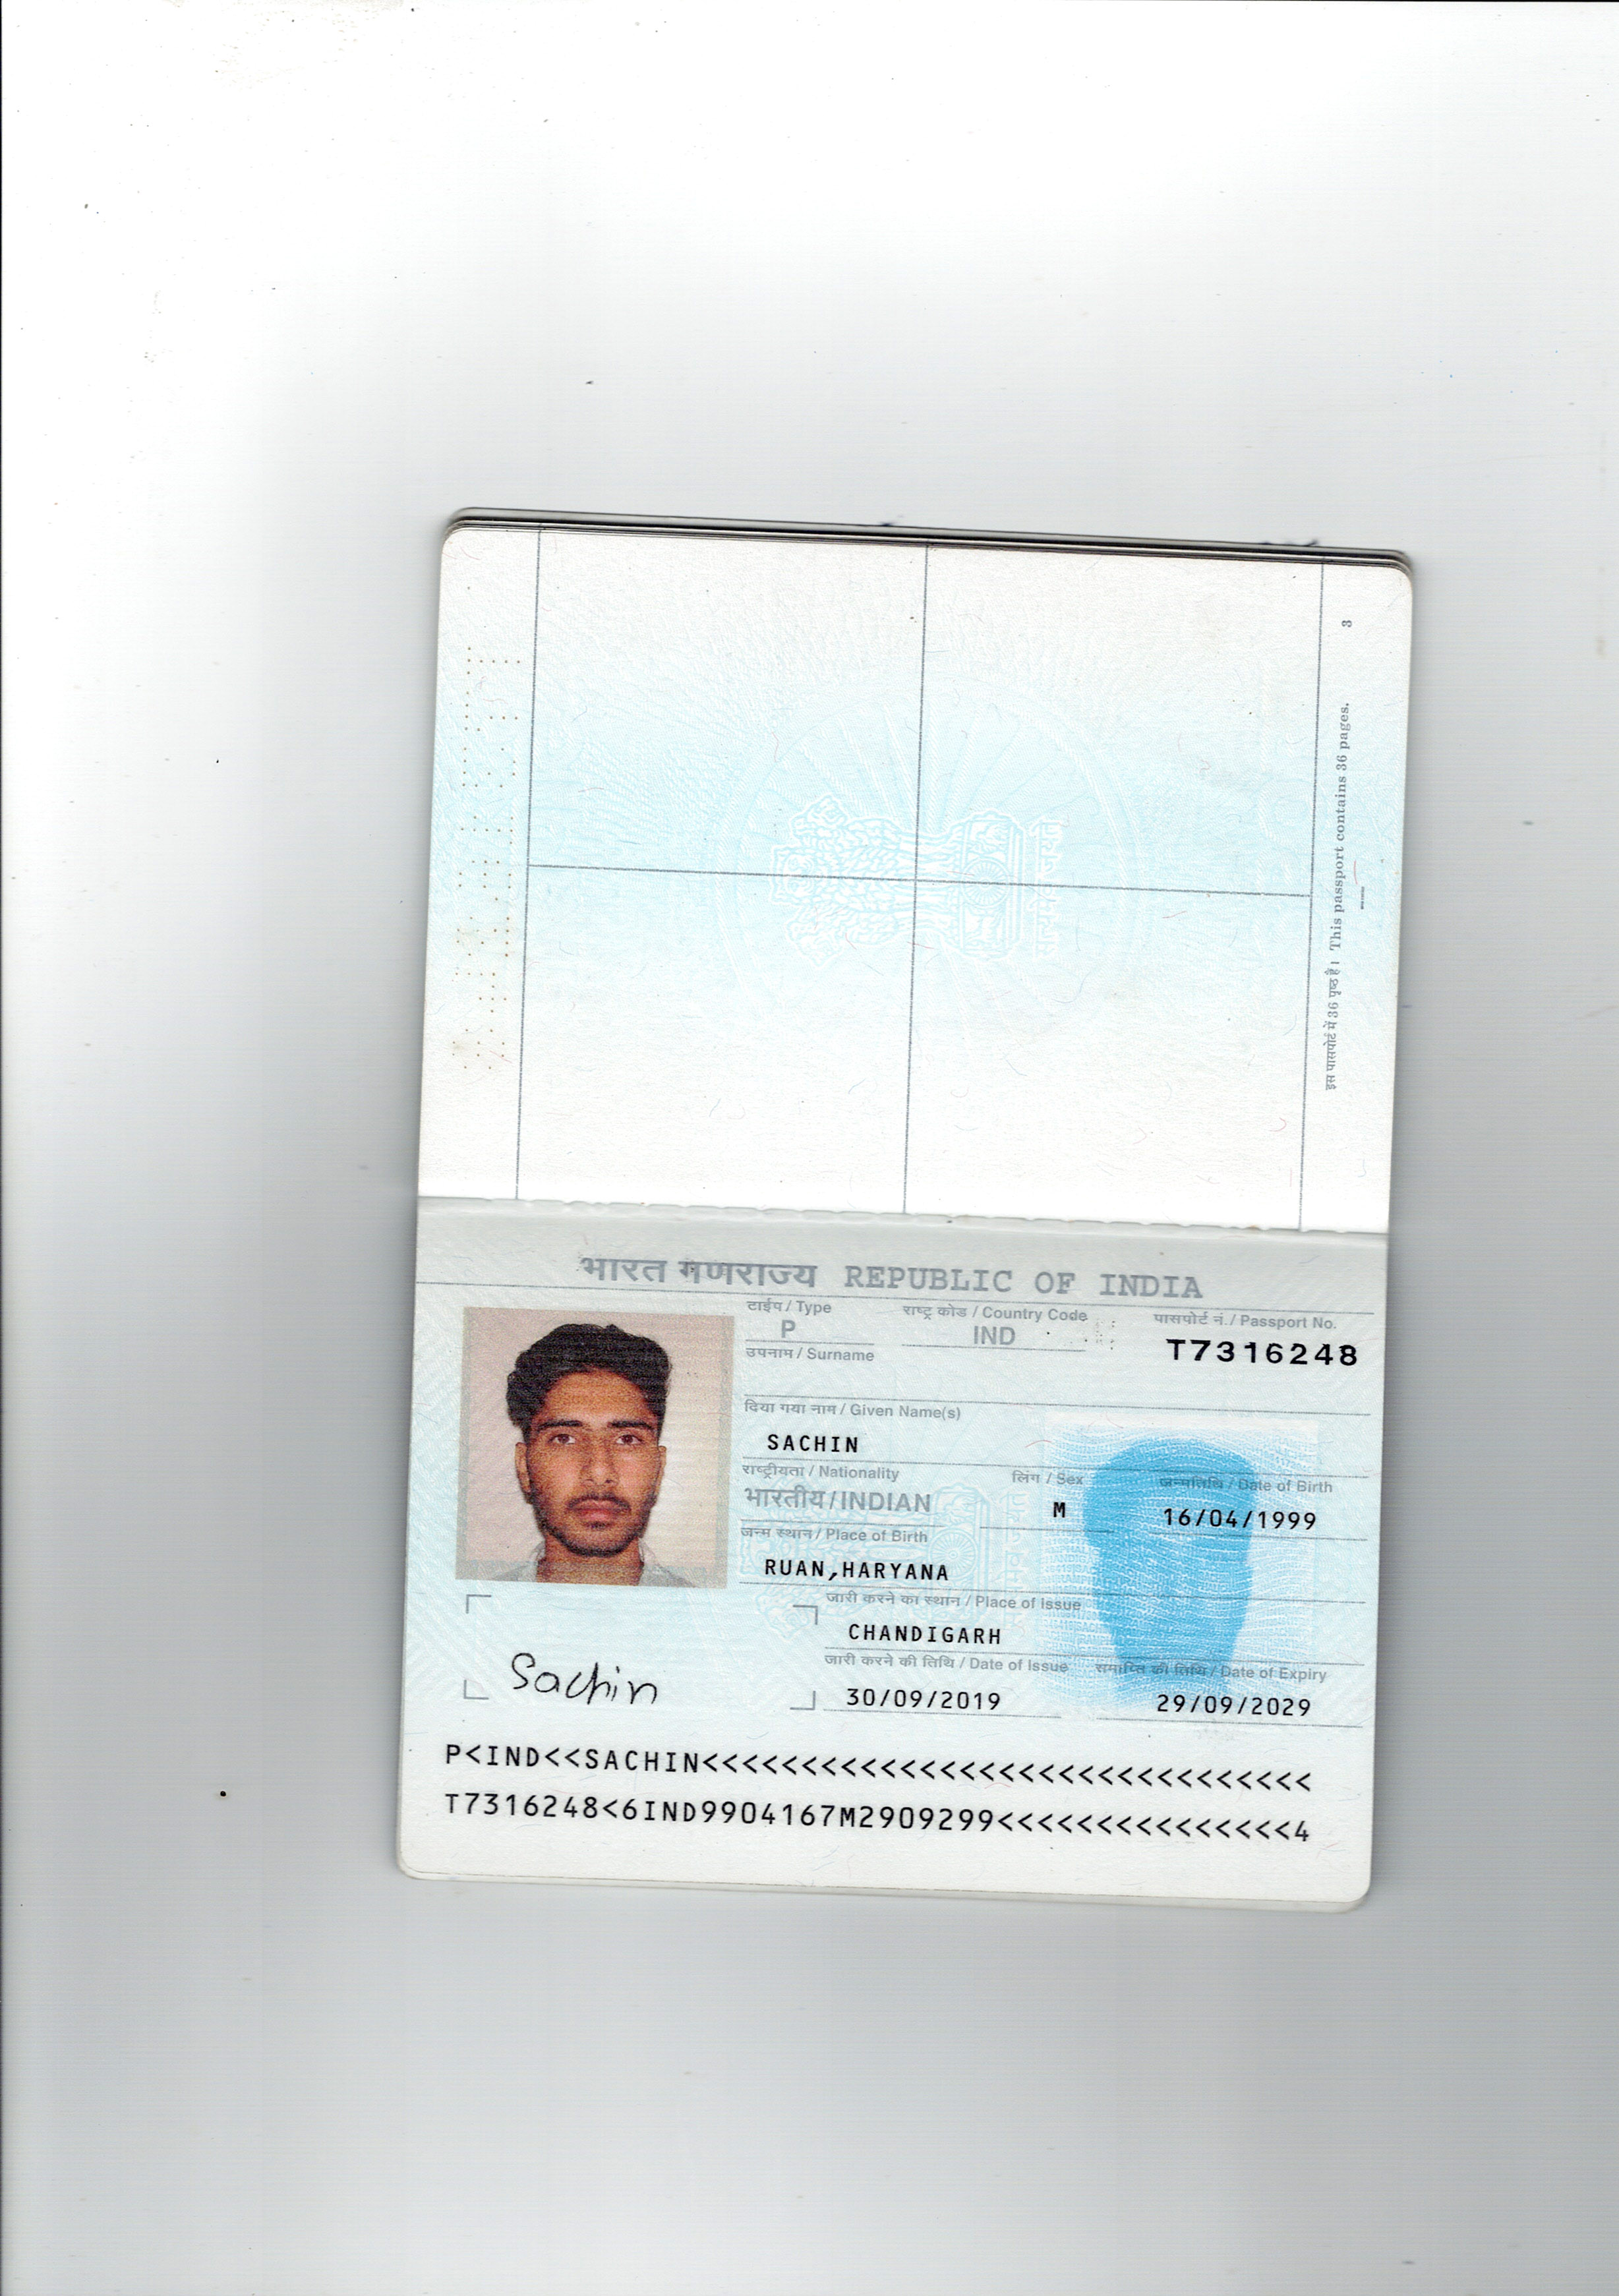 3
इस पासपोर्ट में 36 पृष्ठ है। This passport contains 36 pages.
भारत गणराज्य REPUBLIC OF INDIA
टाईप / Type
राष्ट्र कोड / Country Code
पासपोर्ट नं. / Passport No.
P
IND
T7316248
उपनाम / Surname
दिया गया नाम / Given Name(s)
SACHIN
राष्ट्रीयता / Nationality
लिंग / Sex
जन्मतिथि / Date of Birth
भारतीय / INDIAN
M
16/04/1999
जन्म स्थान / Place of Birth
RUAN,HARYANA
जारी करने का स्थान / Place of Issue
CHANDIGARH
जारी करने की तिथि / Date of Issue
समाप्ति की तिथि / Date of Expiry
Sachin
30/09/2019
29/09/2029
P<IND<<SACHIN<<<<<<<<<<<<<<<<<<<<<<<<<<<<<<<
T7316248<6IND9904167M2909299<<<<<<<<<<<<<<<4